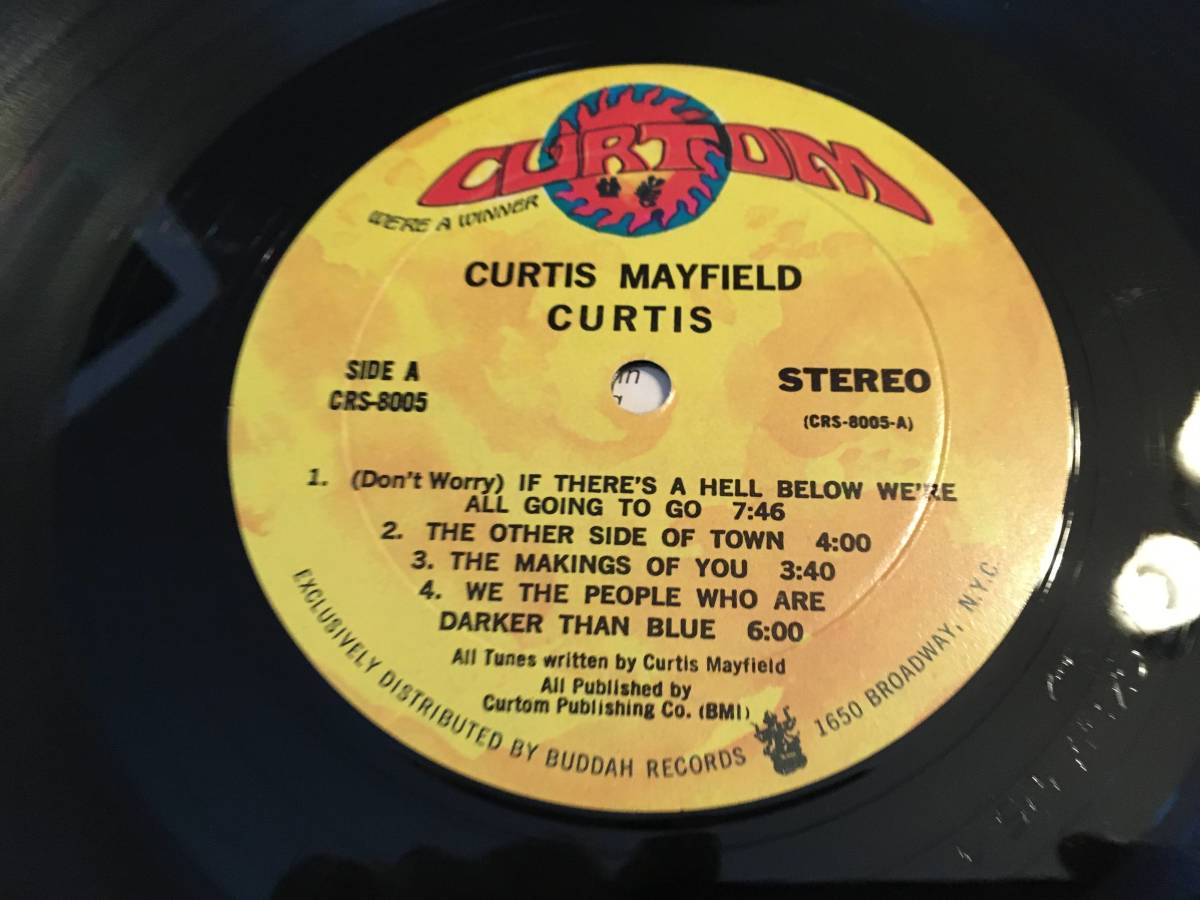 CURTOM
WE'RE A WINNER
CURTIS MAYFIELD
CURTIS
SIDE A
CRS-8005
STEREO
(CRS-8005-A)
1. (Don't Worry) IF THERE'S A HELL BELOW WE'RE
ALL GOING TO GO 7:46
2. THE OTHER SIDE OF TOWN 4:00
3. THE MAKINGS OF YOU 3:40
4. WE THE PEOPLE WHO ARE
DARKER THAN BLUE 6:00
All Tunes written by Curtis Mayfield
All Published by
Curtom Publishing Co. (BMI)
EXCLUSIVELY DISTRIBUTED BY BUDDAH RECORDS 1650 BROADWAY, N.Y.C.